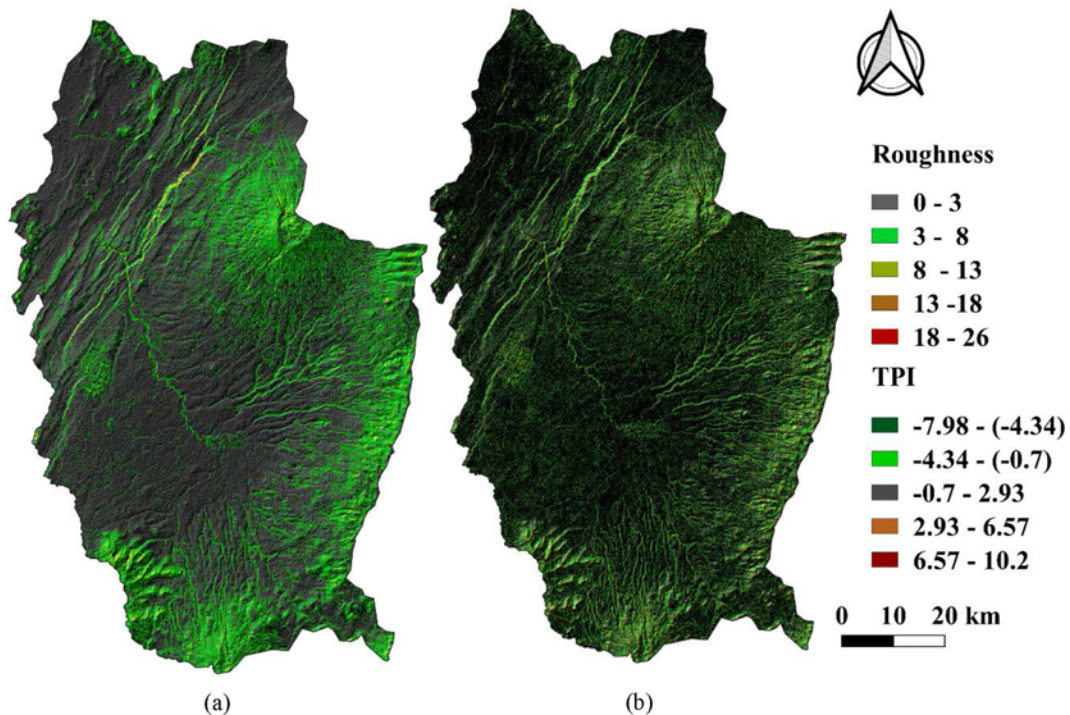 Roughness
0 - 3
3 - 8
8 - 13
13 -18
18 - 26
TPI
-7.98 - (-4.34)
-4.34 - (-0.7)
-0.7 - 2.93
2.93 - 6.57
6.57 - 10.2
0 10 20 km
(a) (b)